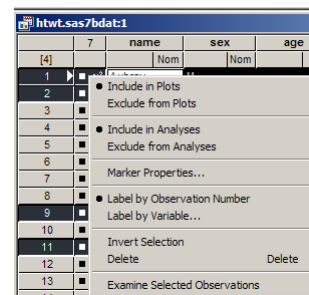 htwt.sas7bdat:1
7 name sex age
[4] Nom Nom
1
2
3
4
5
6
7
8
9
10
11
12
13
Include in Plots
Exclude from Plots
Include in Analyses
Exclude from Analyses
Marker Properties...
Label by Observation Number
Label by Variable...
Invert Selection
Delete Delete
Examine Selected Observations